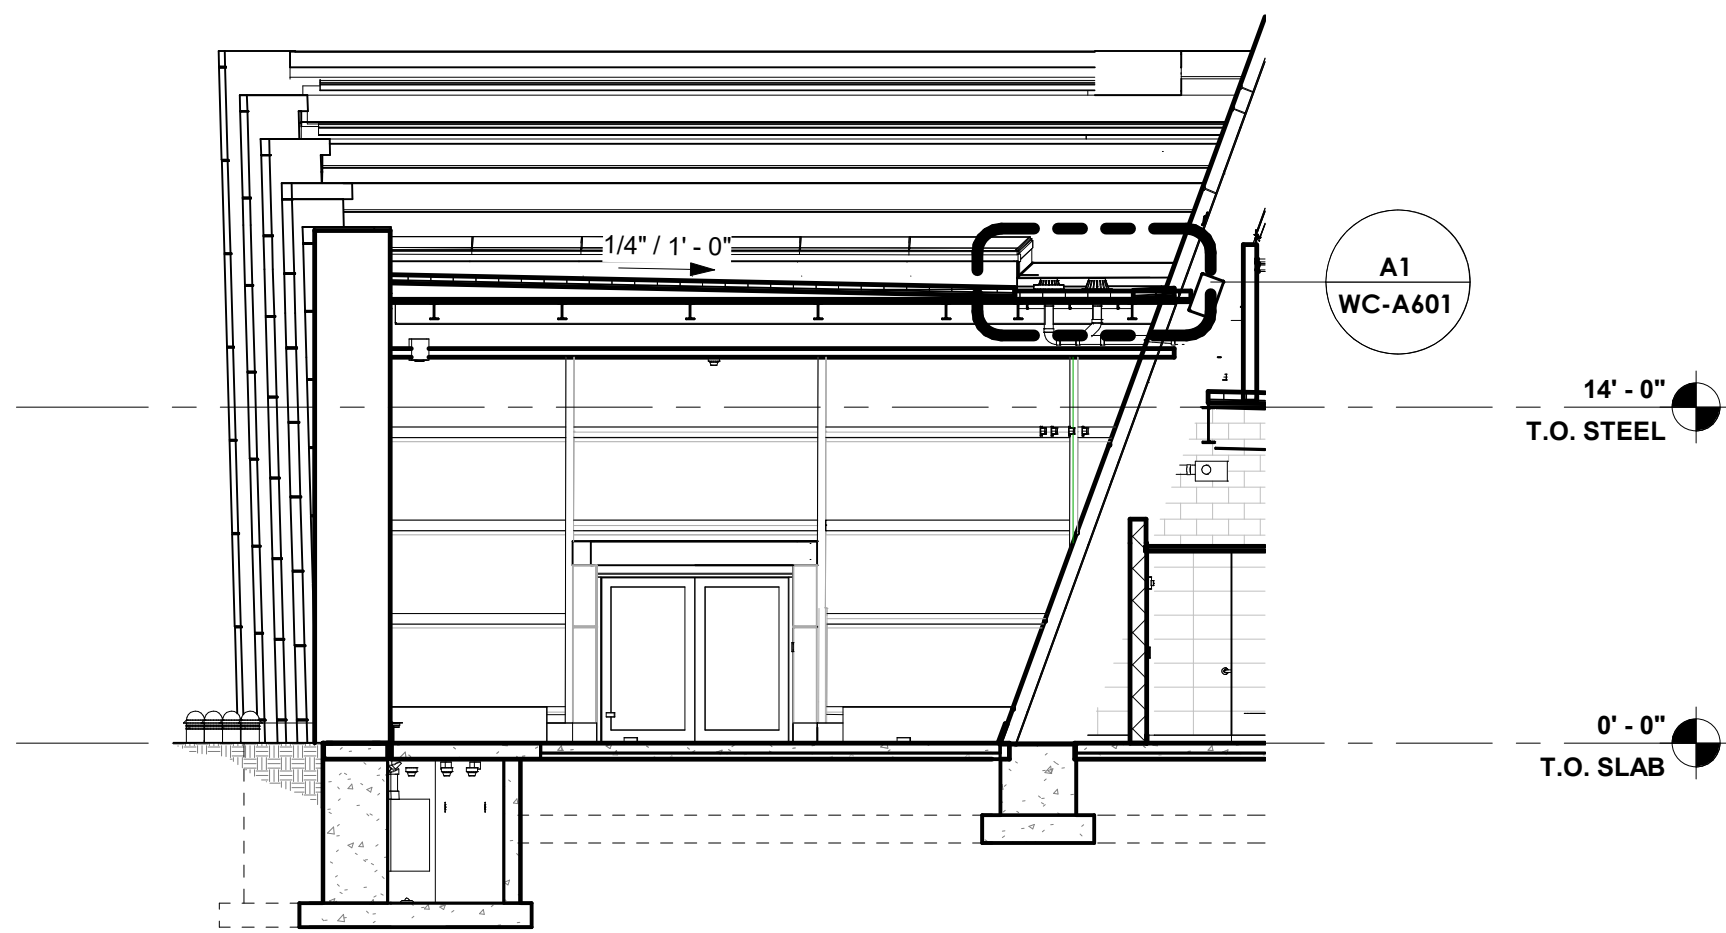 1/4" / 1' - 0"
A1
WC-A601
14' - 0"
T.O. STEEL
0' - 0"
T.O. SLAB